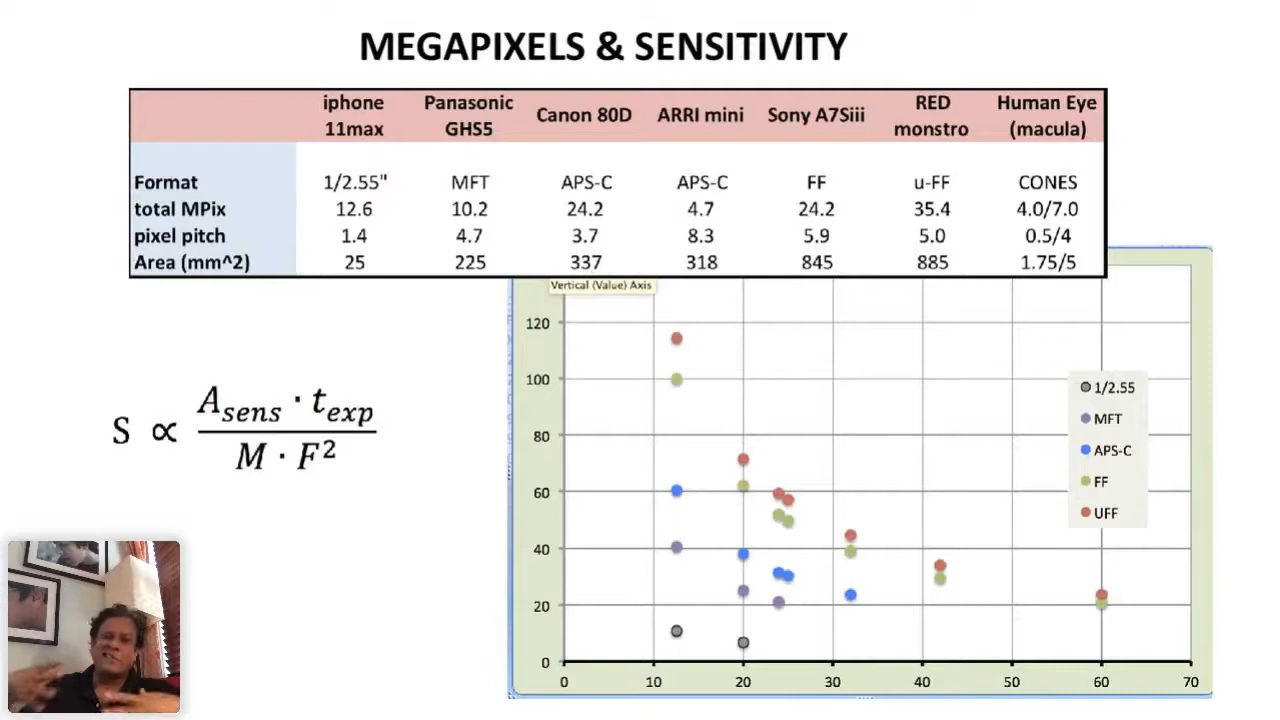 MEGAPIXELS & SENSITIVITY
iphone 11max Panasonic GHS5 Canon 80D ARRI mini Sony A7Siii RED monstro Human Eye (macula)
Format 1/2.55" MFT APS-C APS-C FF u-FF CONES
total MPix 12.6 10.2 24.2 4.7 24.2 35.4 4.0/7.0
pixel pitch 1.4 4.7 3.7 8.3 5.9 5.0 0.5/4
Area (mm^2) 25 225 337 318 845 885 1.75/5
Vertical (Value) Axis
S ∝ A_sens · t_exp / M · F²
120
100
80
60
40
20
0
0 10 20 30 40 50 60 70
1/2.55
MFT
APS-C
FF
UFF